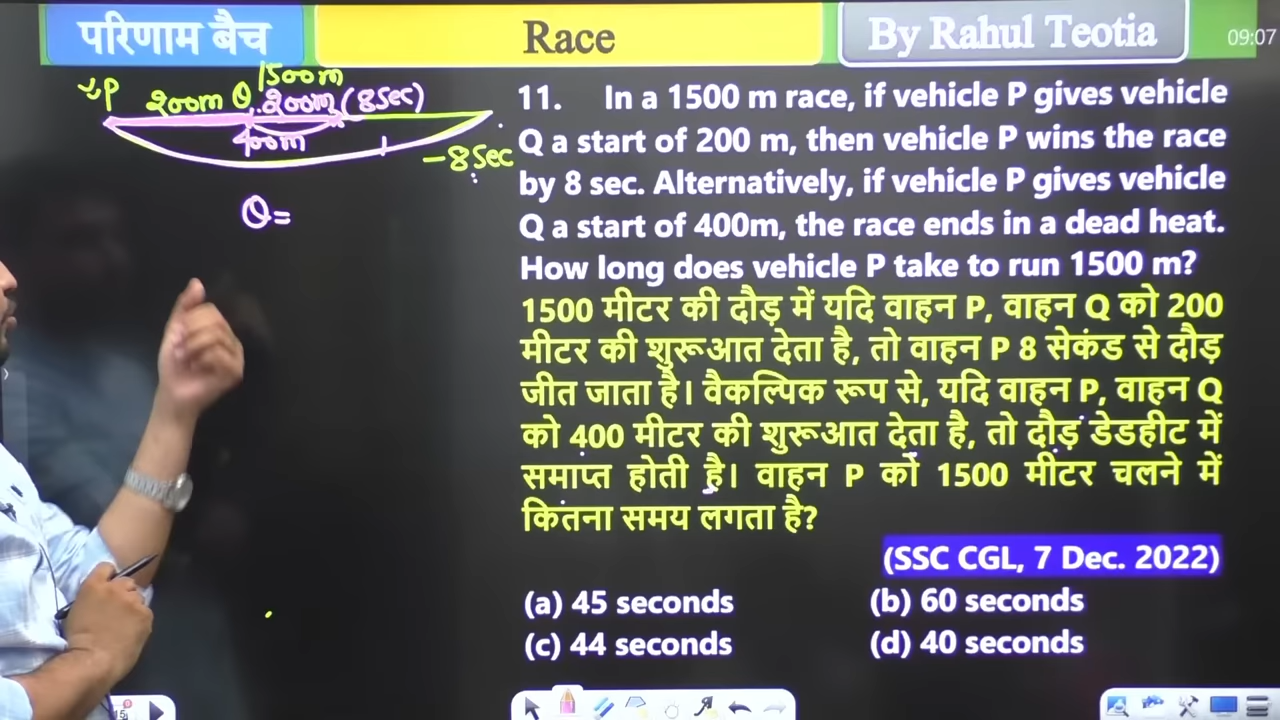 परिणाम बैच
Race
By Rahul Teotia
09:07
P 200m Q 1500m 200m (8Sec)
400m
-8Sec
Q=
11. In a 1500 m race, if vehicle P gives vehicle
Q a start of 200 m, then vehicle P wins the race
by 8 sec. Alternatively, if vehicle P gives vehicle
Q a start of 400m, the race ends in a dead heat.
How long does vehicle P take to run 1500 m?
1500 मीटर की दौड़ में यदि वाहन P, वाहन Q को 200
मीटर की शुरूआत देता है, तो वाहन P 8 सेकंड से दौड़
जीत जाता है। वैकल्पिक रूप से, यदि वाहन P, वाहन Q
को 400 मीटर की शुरूआत देता है, तो दौड़ डेडहीट में
समाप्त होती है। वाहन P को 1500 मीटर चलने में
कितना समय लगता है?
(SSC CGL, 7 Dec. 2022)
(a) 45 seconds
(b) 60 seconds
(c) 44 seconds
(d) 40 seconds